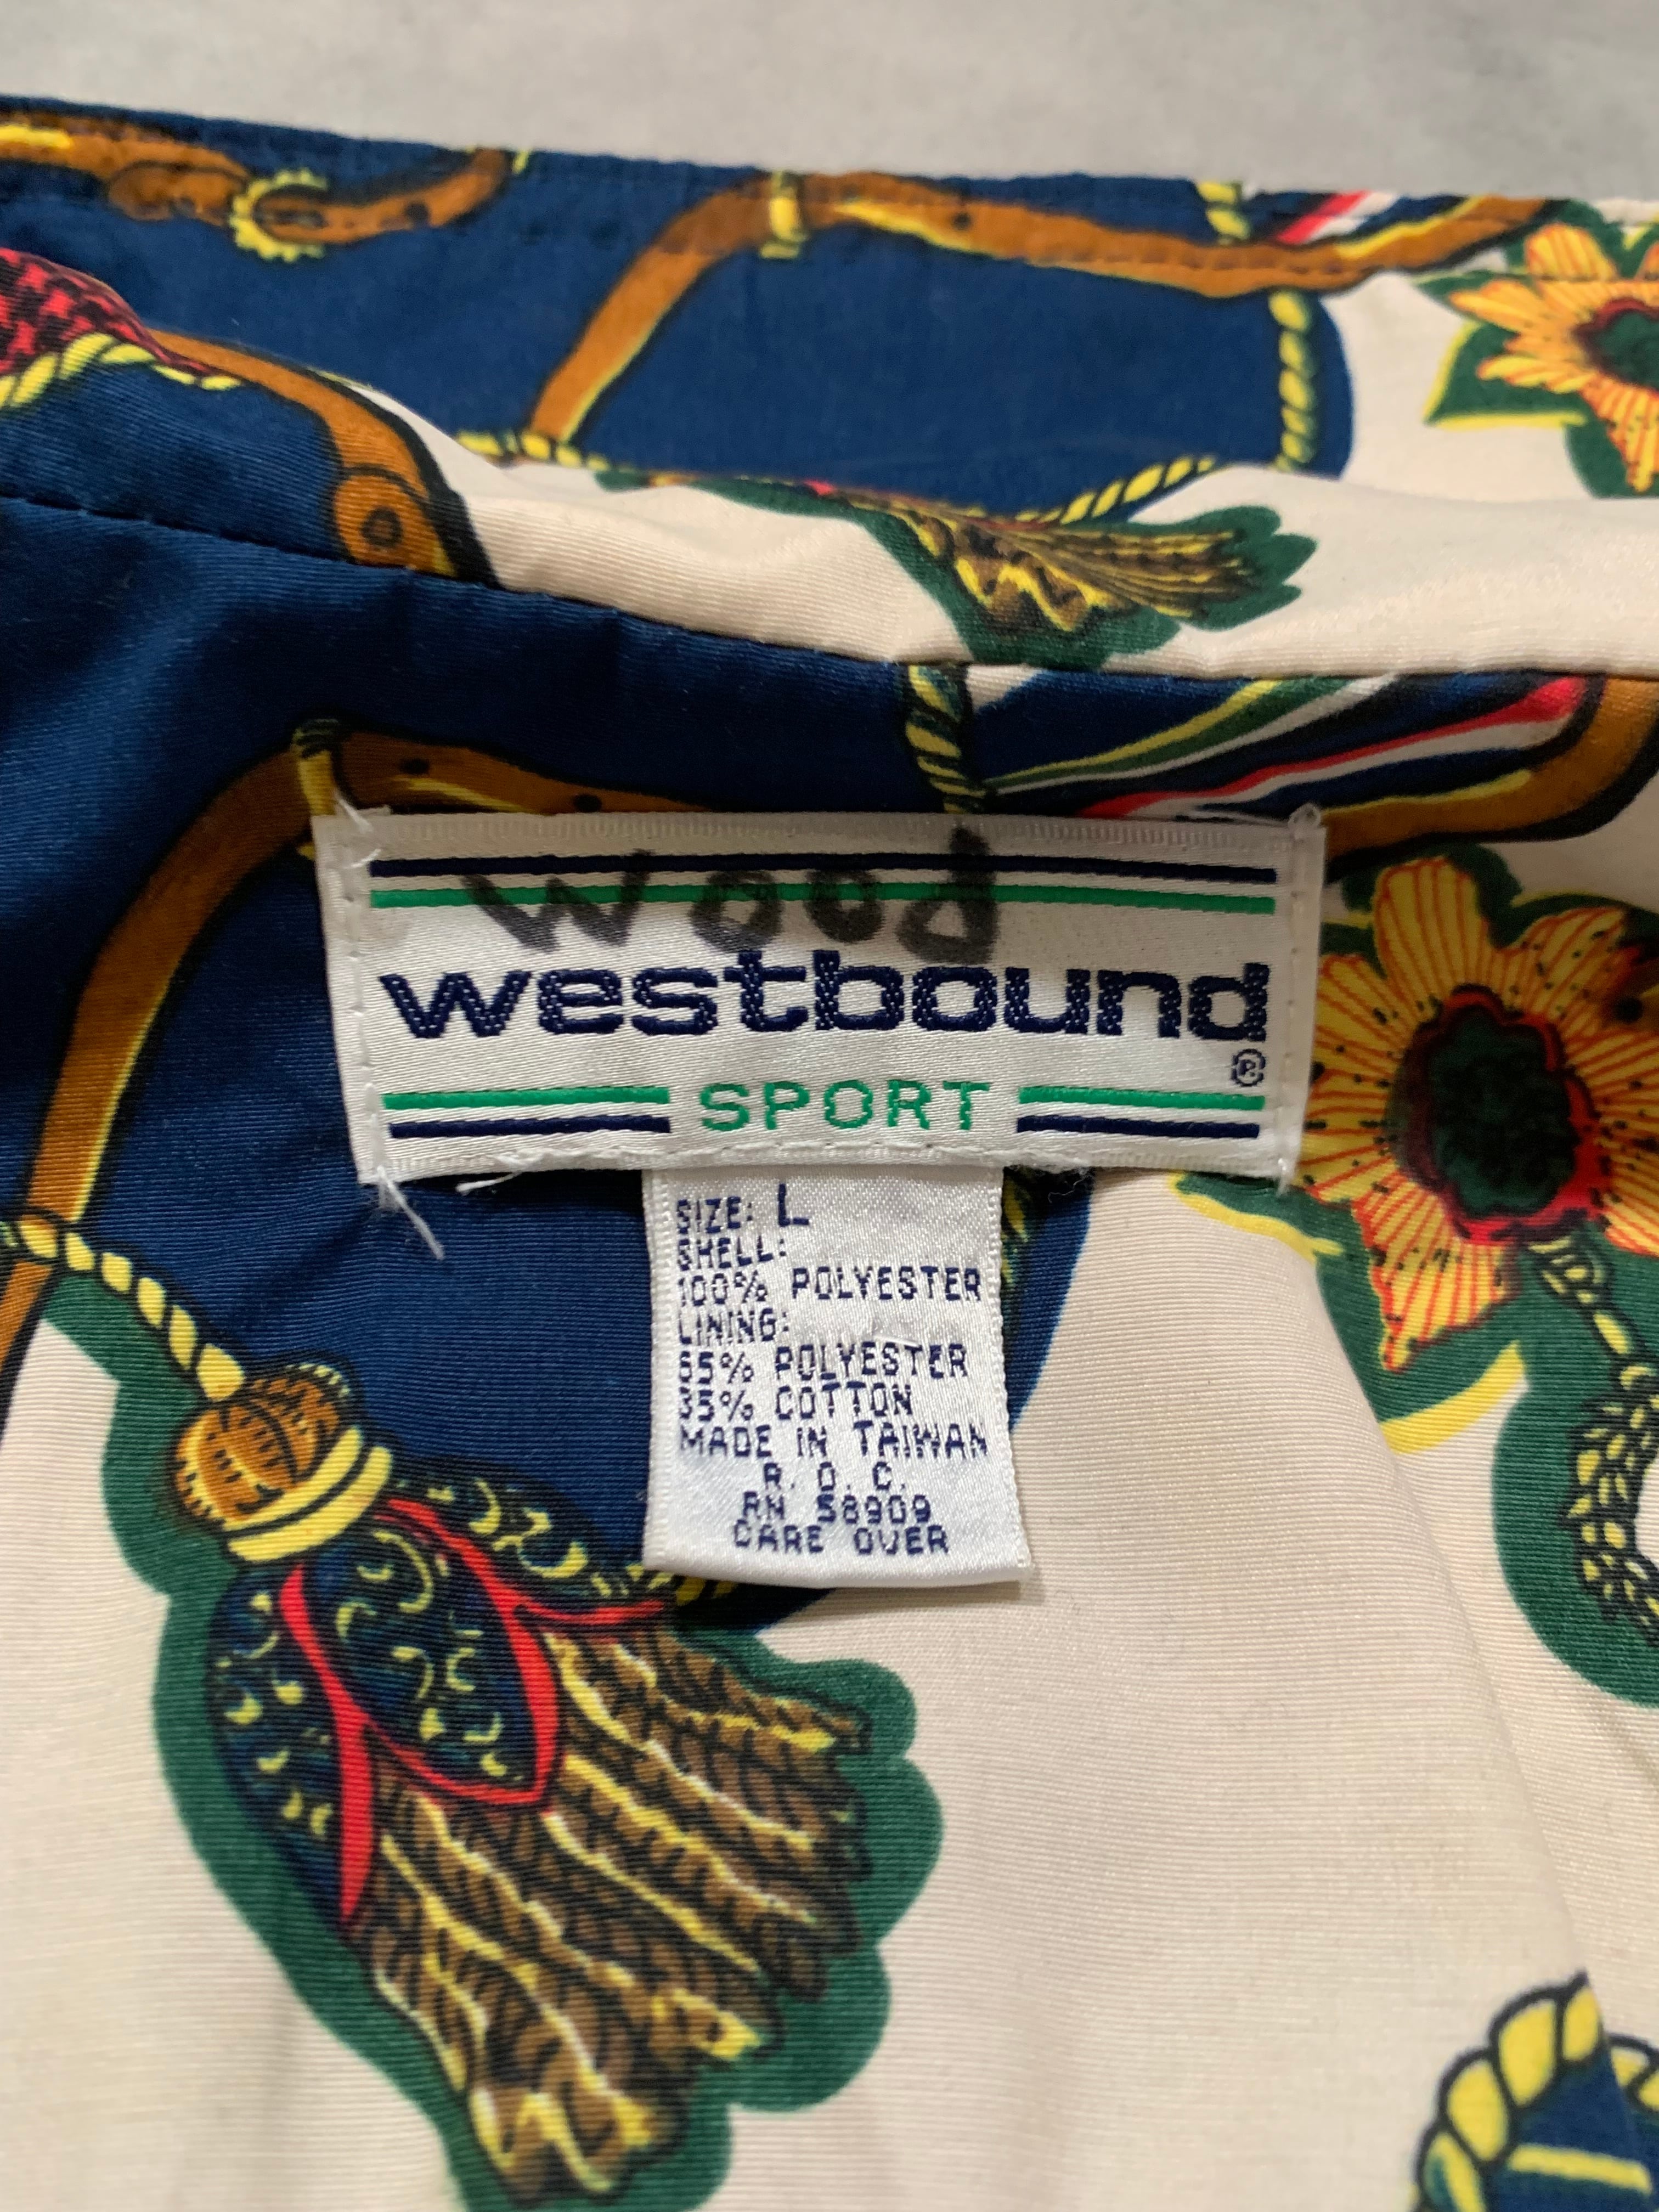 Wood
westbound®
SPORT
SIZE: L
SHELL:
100% POLYESTER
LINING:
65% POLYESTER
35% COTTON
MADE IN TAIWAN
R. O. C.
RN 58909
CARE OVER